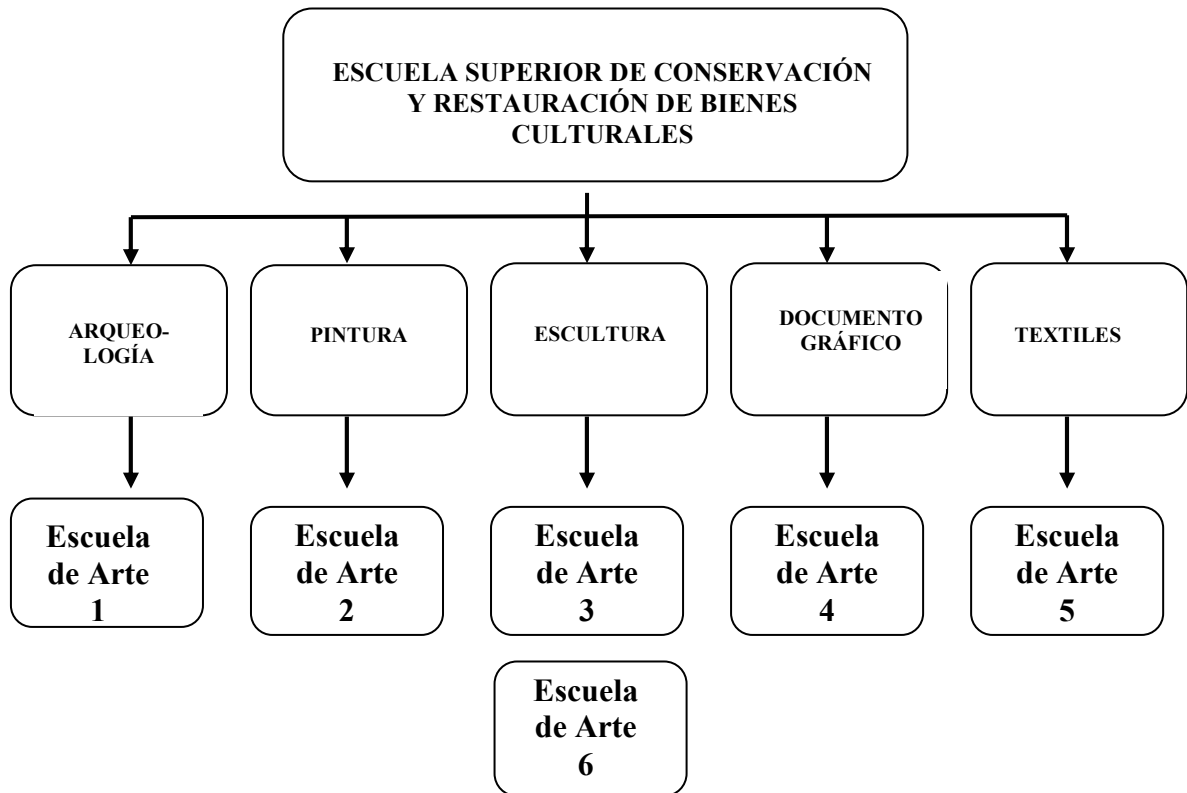 ESCUELA SUPERIOR DE CONSERVACIÓN
Y RESTAURACIÓN DE BIENES
CULTURALES
ARQUEO-
LOGÍA
PINTURA
ESCULTURA
DOCUMENTO
GRÁFICO
TEXTILES
Escuela
de Arte
1
Escuela
de Arte
2
Escuela
de Arte
3
Escuela
de Arte
4
Escuela
de Arte
5
Escuela
de Arte
6